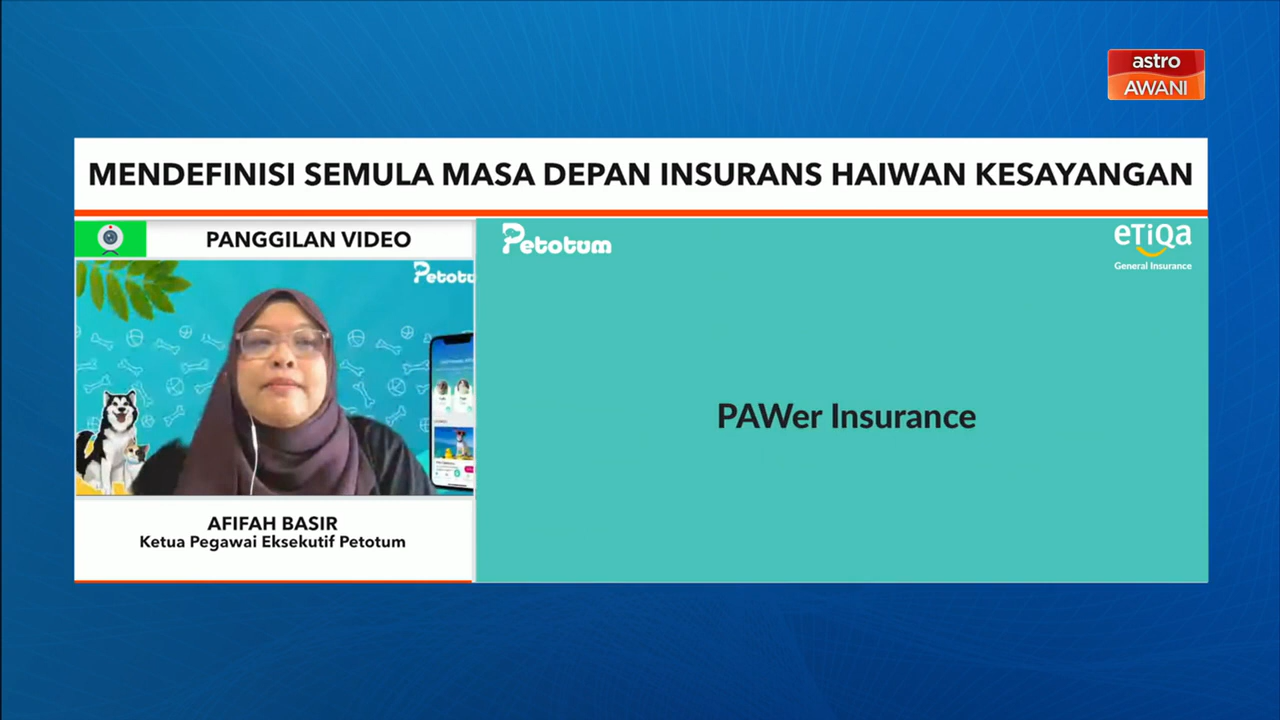 astro
AWANI
MENDEFINISI SEMULA MASA DEPAN INSURANS HAIWAN KESAYANGAN
PANGGILAN VIDEO
Petotu
AFIFAH BASIR
Ketua Pegawai Eksekutif Petotum
Petotum
eTiQa
General Insurance
PAWer Insurance